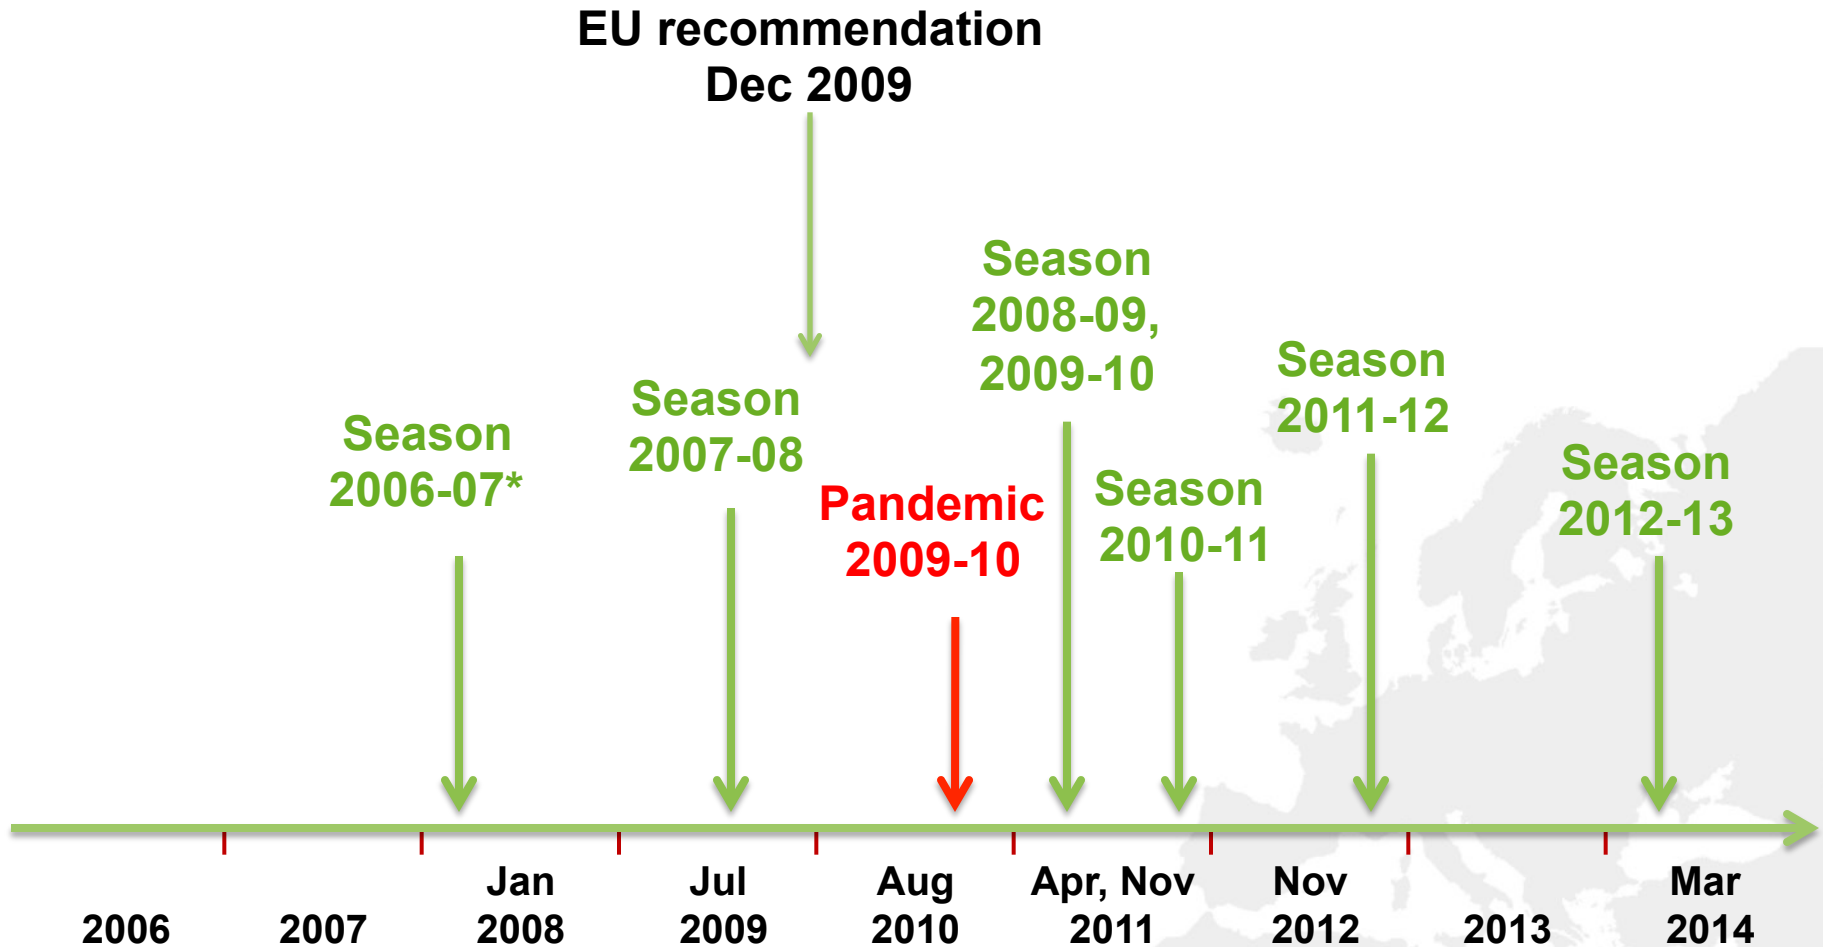 EU recommendation
Dec 2009
Season
2006-07*
Season
2007-08
Pandemic
2009-10
Season
2008-09,
2009-10
Season
2010-11
Season
2011-12
Season
2012-13
2006
2007
Jan
2008
Jul
2009
Aug
2010
Apr, Nov
2011
Nov
2012
2013
Mar
2014